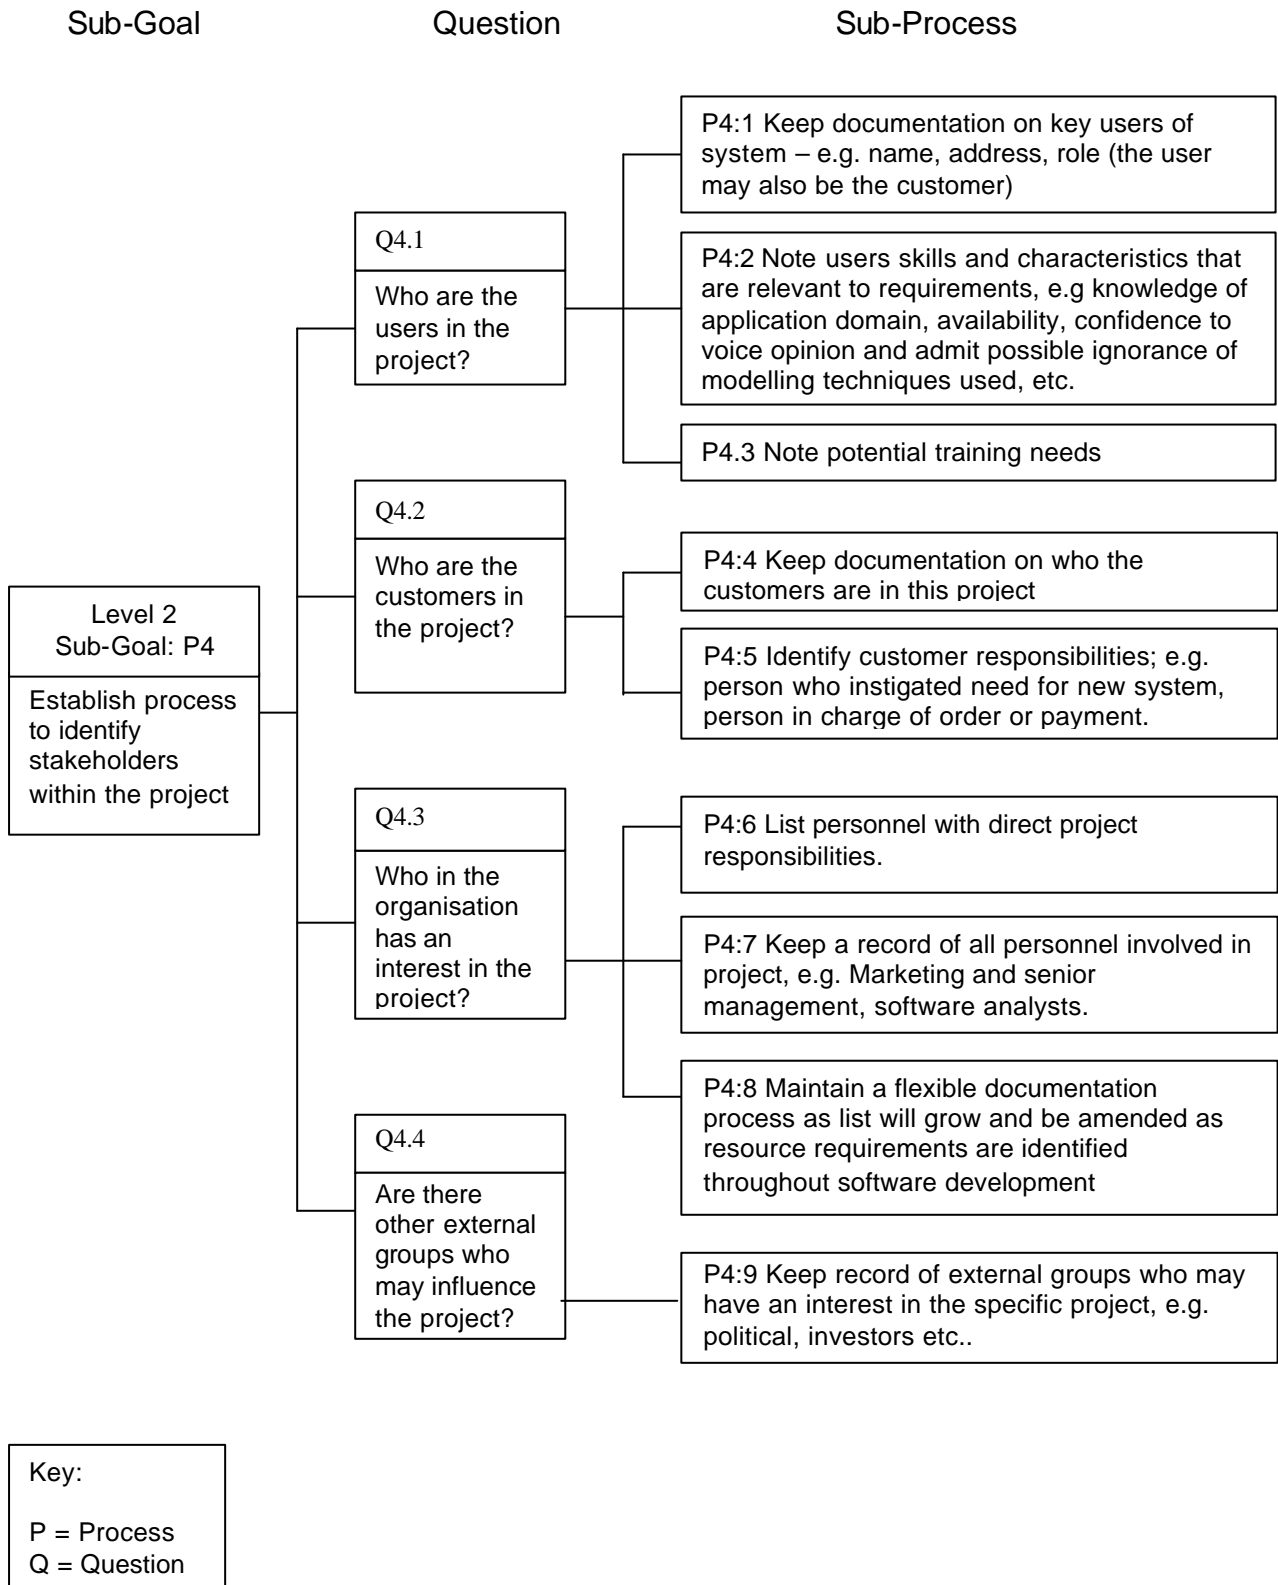 Sub-Goal
Question
Sub-Process
Level 2
Sub-Goal: P4
Establish process
to identify
stakeholders
within the project
Q4.1
Who are the
users in the
project?
P4:1 Keep documentation on key users of
system – e.g. name, address, role (the user
may also be the customer)
P4:2 Note users skills and characteristics that
are relevant to requirements, e.g knowledge of
application domain, availability, confidence to
voice opinion and admit possible ignorance of
modelling techniques used, etc.
P4.3 Note potential training needs
Q4.2
Who are the
customers in
the project?
P4:4 Keep documentation on who the
customers are in this project
P4:5 Identify customer responsibilities; e.g.
person who instigated need for new system,
person in charge of order or payment.
Q4.3
Who in the
organisation
has an
interest in the
project?
P4:6 List personnel with direct project
responsibilities.
P4:7 Keep a record of all personnel involved in
project, e.g. Marketing and senior
management, software analysts.
P4:8 Maintain a flexible documentation
process as list will grow and be amended as
resource requirements are identified
throughout software development
Q4.4
Are there
other external
groups who
may influence
the project?
P4:9 Keep record of external groups who may
have an interest in the specific project, e.g.
political, investors etc..
Key:
P = Process
Q = Question